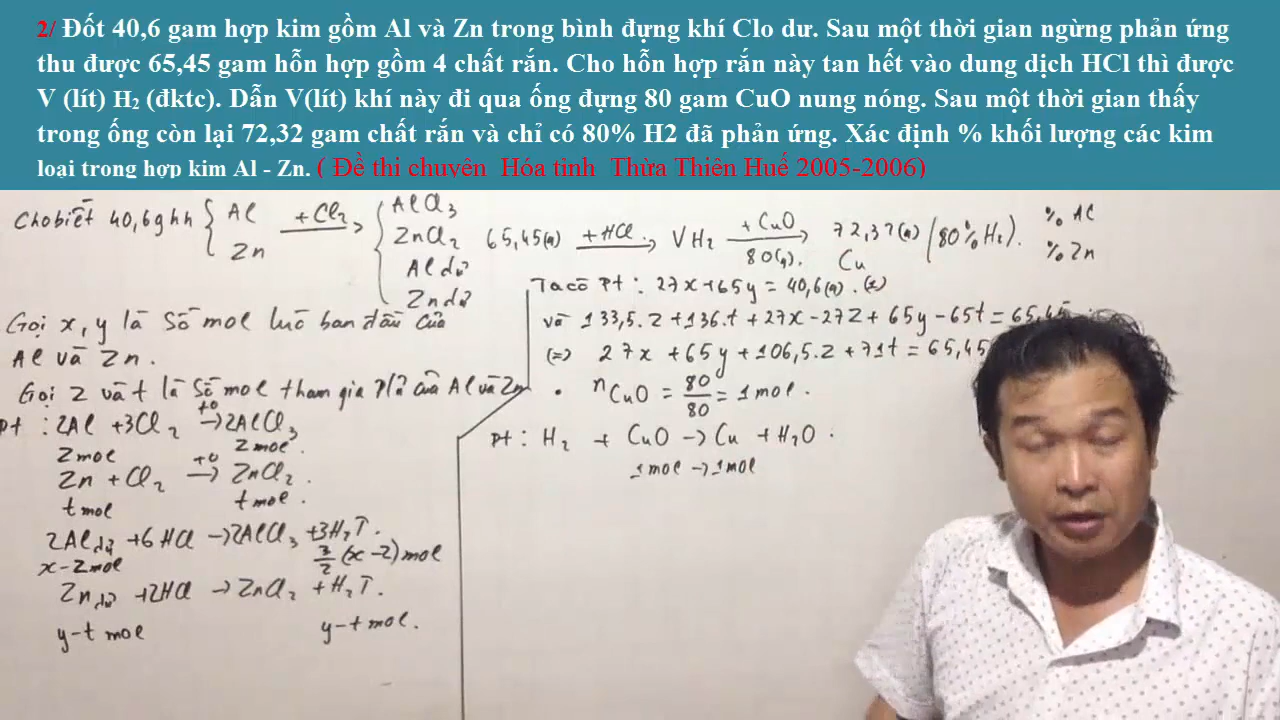 2/ Đốt 40,6 gam hợp kim gồm Al và Zn trong bình đựng khí Clo dư. Sau một thời gian ngừng phản ứng
thu được 65,45 gam hỗn hợp gồm 4 chất rắn. Cho hỗn hợp rắn này tan hết vào dung dịch HCl thì được
V (lít) H₂ (đktc). Dẫn V(lít) khí này đi qua ống đựng 80 gam CuO nung nóng. Sau một thời gian thấy
trong ống còn lại 72,32 gam chất rắn và chỉ có 80% H2 đã phản ứng. Xác định % khối lượng các kim
loại trong hợp kim Al - Zn. ( Đề thi chuyên Hóa tỉnh Thừa Thiên Huế 2005-2006)
Cho biết 40,6g hh { Al Zn + Cl₂ → { AlCl₃ ZnCl₂ Al dư Zn dư 65,45(g) + HCl → V H₂ + CuO 80(g). → 72,32(g) Cu (80% H₂). % Al % Zn
Gọi x, y là số mol lúc ban đầu của
Al và Zn.
Gọi z và t là số mol tham gia pứ của Al và Zn
pt : 2Al + 3Cl₂ t° → 2AlCl₃
z mol z mol.
Zn + Cl₂ t° → ZnCl₂.
t mol t mol.
2Al dư + 6HCl → 2AlCl₃ + 3H₂↑.
x-z mol 3/2 (x-z) mol
Zn dư + 2HCl → ZnCl₂ + H₂↑.
y-t mol y-t mol.
Ta có pt : 27x + 65y = 40,6(g).
và 133,5.z + 136.t + 27x - 27z + 65y - 65t = 65,45
(=) 27x + 65y + 106,5.z + 71t = 65,45
• nCuO = 80/80 = 1 mol.
pt : H₂ + CuO → Cu + H₂O.
1 mol → 1 mol